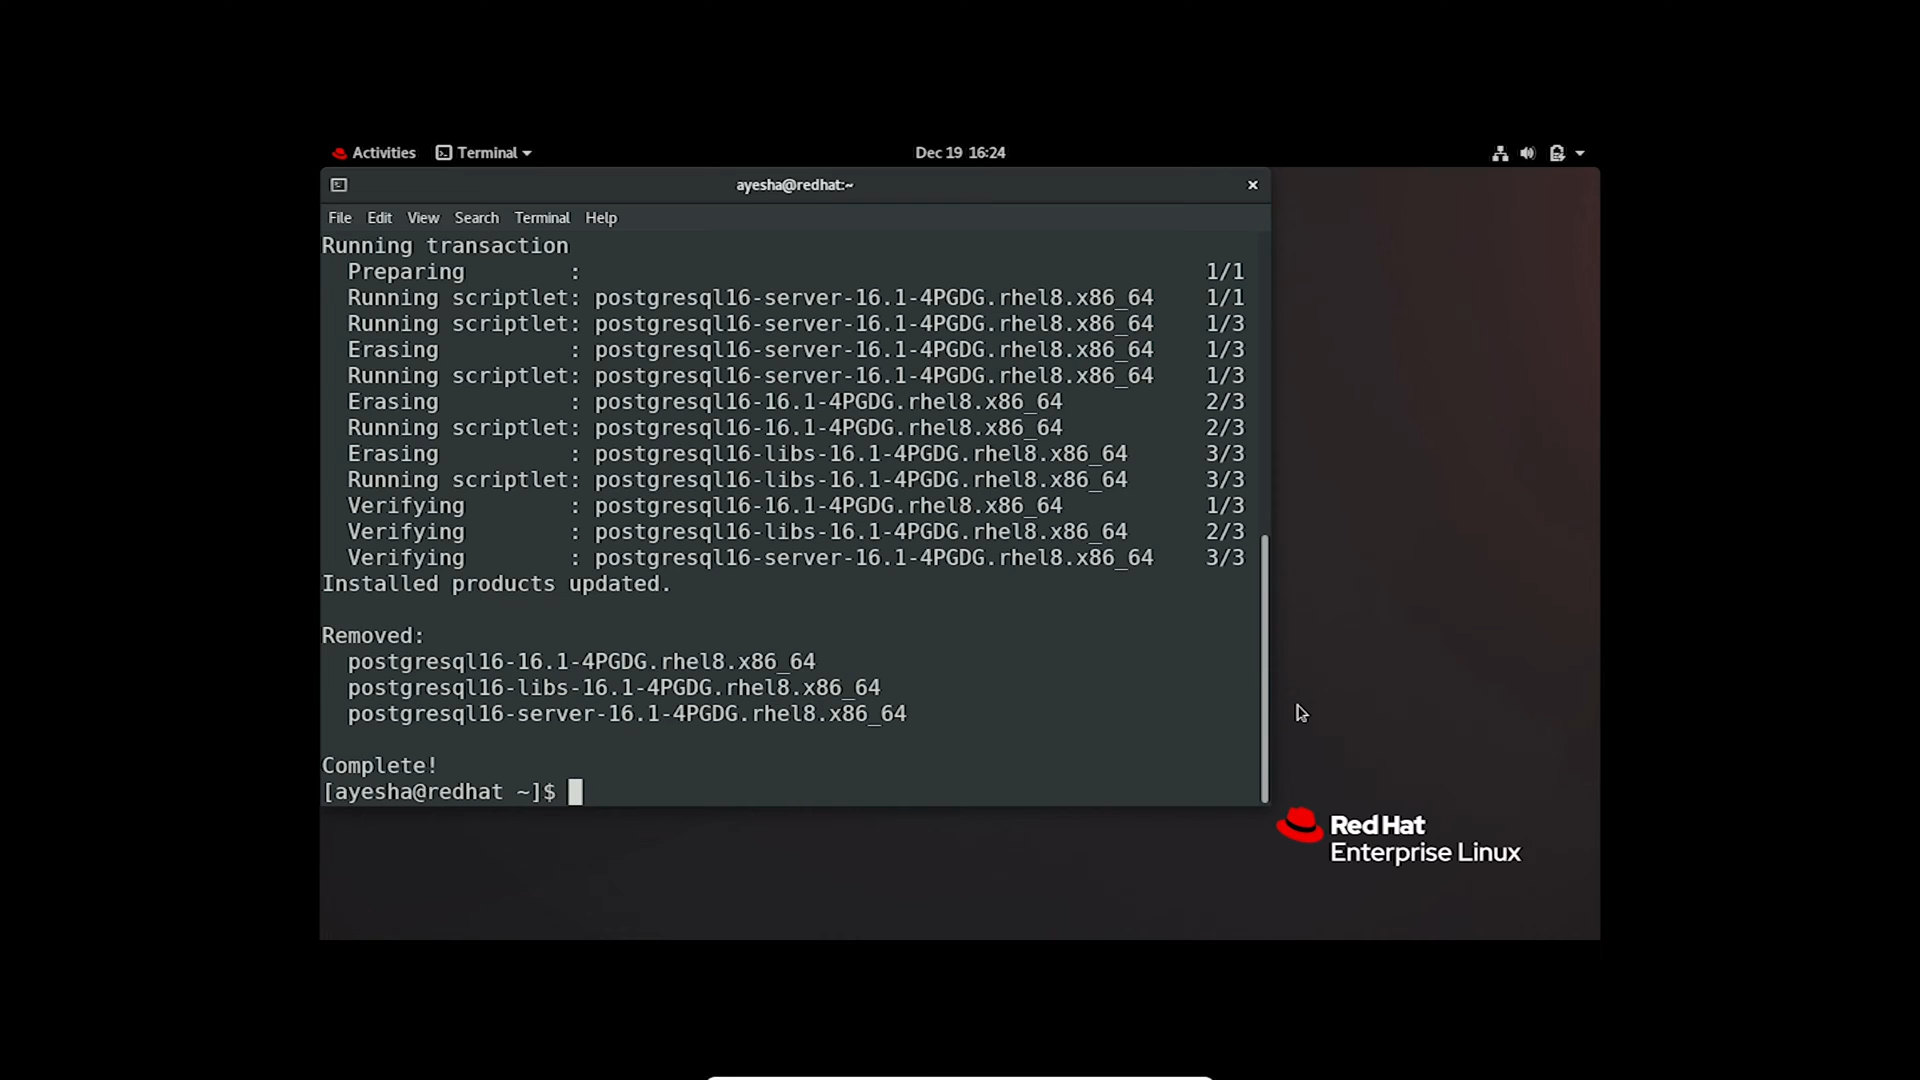 Activities Terminal Dec 19 16:24
ayesha@redhat:~
File Edit View Search Terminal Help
Running transaction
  Preparing        :                                                1/1
  Running scriptlet: postgresql16-server-16.1-4PGDG.rhel8.x86_64    1/1
  Running scriptlet: postgresql16-server-16.1-4PGDG.rhel8.x86_64    1/3
  Erasing          : postgresql16-server-16.1-4PGDG.rhel8.x86_64    1/3
  Running scriptlet: postgresql16-server-16.1-4PGDG.rhel8.x86_64    1/3
  Erasing          : postgresql16-16.1-4PGDG.rhel8.x86_64           2/3
  Running scriptlet: postgresql16-16.1-4PGDG.rhel8.x86_64           2/3
  Erasing          : postgresql16-libs-16.1-4PGDG.rhel8.x86_64      3/3
  Running scriptlet: postgresql16-libs-16.1-4PGDG.rhel8.x86_64      3/3
  Verifying        : postgresql16-16.1-4PGDG.rhel8.x86_64           1/3
  Verifying        : postgresql16-libs-16.1-4PGDG.rhel8.x86_64      2/3
  Verifying        : postgresql16-server-16.1-4PGDG.rhel8.x86_64    3/3
Installed products updated.

Removed:
  postgresql16-16.1-4PGDG.rhel8.x86_64
  postgresql16-libs-16.1-4PGDG.rhel8.x86_64
  postgresql16-server-16.1-4PGDG.rhel8.x86_64

Complete!
[ayesha@redhat ~]$
Red Hat
Enterprise Linux